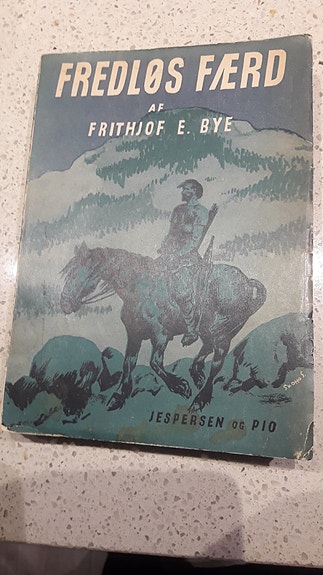 FREDLØS FÆRD
AF
FRITHJOF E. BYE
JESPERSEN OG PIO